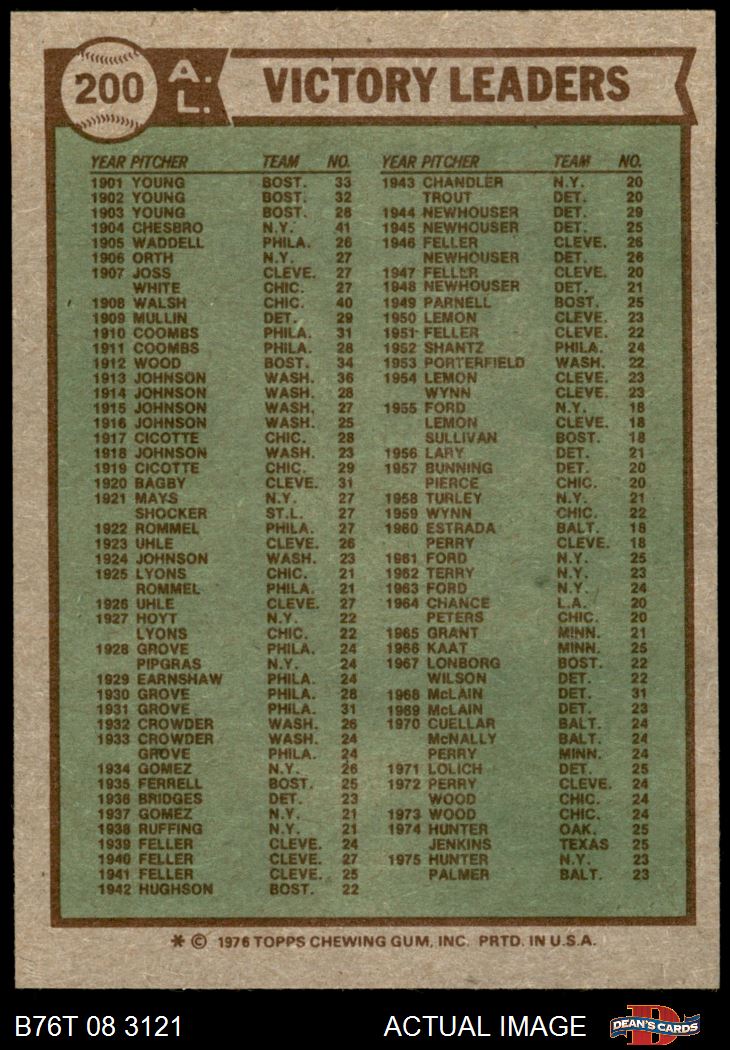 200 A. L. VICTORY LEADERS
YEAR PITCHER TEAM NO.
1901 YOUNG BOST. 33
1902 YOUNG BOST. 32
1903 YOUNG BOST. 28
1904 CHESBRO N.Y. 41
1905 WADDELL PHILA. 26
1906 ORTH N.Y. 27
1907 JOSS CLEVE. 27
WHITE CHIC. 27
1908 WALSH CHIC. 40
1909 MULLIN DET. 29
1910 COOMBS PHILA. 31
1911 COOMBS PHILA. 28
1912 WOOD BOST. 34
1913 JOHNSON WASH. 36
1914 JOHNSON WASH. 28
1915 JOHNSON WASH. 27
1916 JOHNSON WASH. 25
1917 CICOTTE CHIC. 28
1918 JOHNSON WASH. 23
1919 CICOTTE CHIC. 29
1920 BAGBY CLEVE. 31
1921 MAYS N.Y. 27
SHOCKER ST.L. 27
1922 ROMMEL PHILA. 27
1923 UHLE CLEVE. 26
1924 JOHNSON WASH. 23
1925 LYONS CHIC. 21
ROMMEL PHILA. 21
1926 UHLE CLEVE. 27
1927 HOYT N.Y. 22
LYONS CHIC. 22
1928 GROVE PHILA. 24
PIPGRAS N.Y. 24
1929 EARNSHAW PHILA. 24
1930 GROVE PHILA. 28
1931 GROVE PHILA. 31
1932 CROWDER WASH. 26
1933 CROWDER WASH. 24
GROVE PHILA. 24
1934 GOMEZ N.Y. 26
1935 FERRELL BOST. 25
1936 BRIDGES DET. 23
1937 GOMEZ N.Y. 21
1938 RUFFING N.Y. 21
1939 FELLER CLEVE. 24
1940 FELLER CLEVE. 27
1941 FELLER CLEVE. 25
1942 HUGHSON BOST. 22
YEAR PITCHER TEAM NO.
1943 CHANDLER N.Y. 20
TROUT DET. 20
1944 NEWHOUSER DET. 29
1945 NEWHOUSER DET. 25
1946 FELLER CLEVE. 26
NEWHOUSER DET. 26
1947 FELLER CLEVE. 20
1948 NEWHOUSER DET. 21
1949 PARNELL BOST. 25
1950 LEMON CLEVE. 23
1951 FELLER CLEVE. 22
1952 SHANTZ PHILA. 24
1953 PORTERFIELD WASH. 22
1954 LEMON CLEVE. 23
WYNN CLEVE. 23
1955 FORD N.Y. 18
LEMON CLEVE. 18
SULLIVAN BOST. 18
1956 LARY DET. 21
1957 BUNNING DET. 20
PIERCE CHIC. 20
1958 TURLEY N.Y. 21
1959 WYNN CHIC. 22
1960 ESTRADA BALT. 18
PERRY CLEVE. 18
1961 FORD N.Y. 25
1962 TERRY N.Y. 23
1963 FORD N.Y. 24
1964 CHANCE L.A. 20
PETERS CHIC. 20
1965 GRANT MINN. 21
1966 KAAT MINN. 25
1967 LONBORG BOST. 22
WILSON DET. 22
1968 McLAIN DET. 31
1969 McLAIN DET. 23
1970 CUELLAR BALT. 24
McNALLY BALT. 24
PERRY MINN. 24
1971 LOLICH DET. 25
1972 PERRY CLEVE. 24
WOOD CHIC. 24
1973 WOOD CHIC. 24
1974 HUNTER OAK. 25
JENKINS TEXAS 25
1975 HUNTER N.Y. 23
PALMER BALT. 23
* © 1976 TOPPS CHEWING GUM, INC. PRTD. IN U.S.A.
B76T 08 3121 ACTUAL IMAGE D DEAN'S CARDS